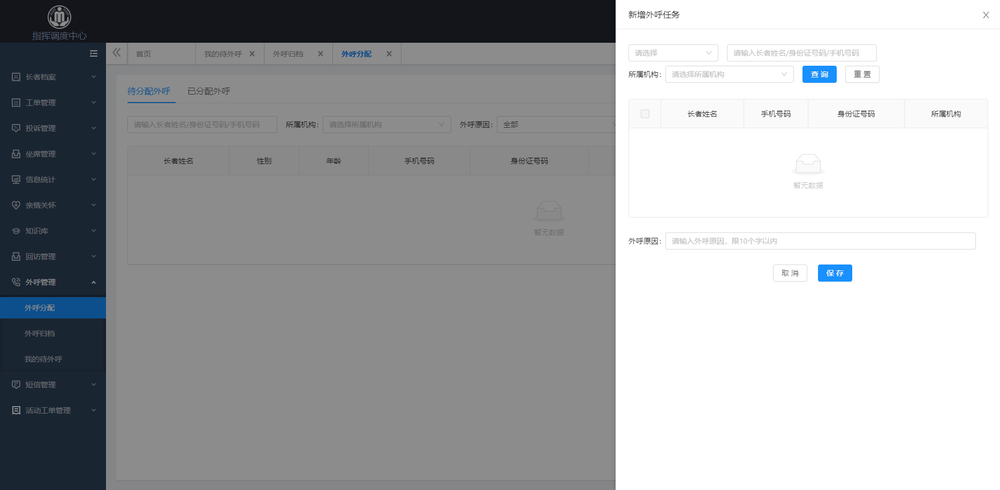 指挥调度中心
长者档案
工单管理
投诉管理
坐席管理
信息统计
亲情关怀
知识库
回访管理
外呼管理
外呼分配
外呼归档
我的待外呼
短信管理
活动工单管理
首页 我的待外呼 外呼归档 外呼分配
待分配外呼 已分配外呼
请输入长者姓名/身份证号码/手机号码 所属机构: 请选择所属机构 外呼原因: 全部
长者姓名 性别 年龄 手机号码 身份证号码
暂无数据
新增外呼任务 X
请选择 请输入长者姓名/身份证号码/手机号码
所属机构: 请选择所属机构 查 询 重 置
长者姓名 手机号码 身份证号码 所属机构
暂无数据
外呼原因: 请输入外呼原因，限10个字以内
取 消 保 存